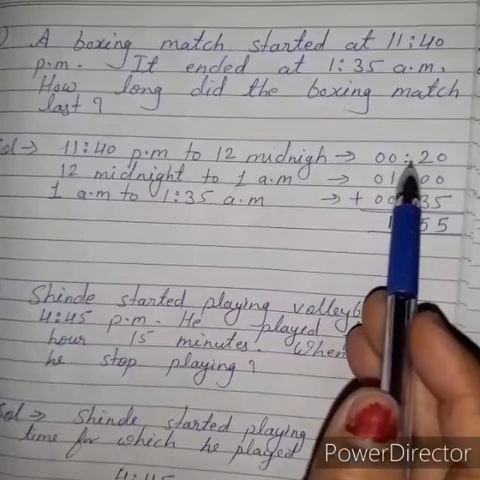 A boxing match started at 11:40
p.m. It ended at 1:35 a.m.
How long did the boxing match
last?
Sol → 11:40 p.m to 12 midnigh → 00:20
12 midnight to 1 a.m → 01 00
1 a.m to 1:35 a.m → + 00 35
1 55
Shinde started playing
4:45 p.m. He played
hour 15 minutes. When
he stop playing?
Sol → Shinde started playing
time for which he played
4:45
PowerDirector